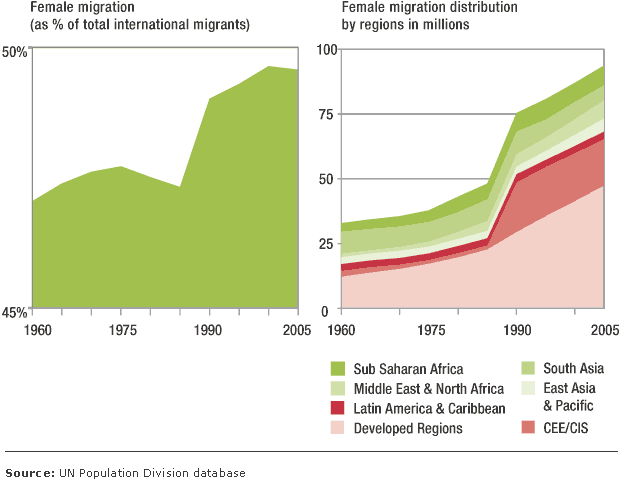 Female migration
(as % of total international migrants)
50%
45%
1960
1975
1990
2005
Female migration distribution
by regions in millions
100
75
50
25
0
1960
1975
1990
2005
Sub Saharan Africa
Middle East & North Africa
Latin America & Caribbean
Developed Regions
South Asia
East Asia
& Pacific
CEE/CIS
Source: UN Population Division database